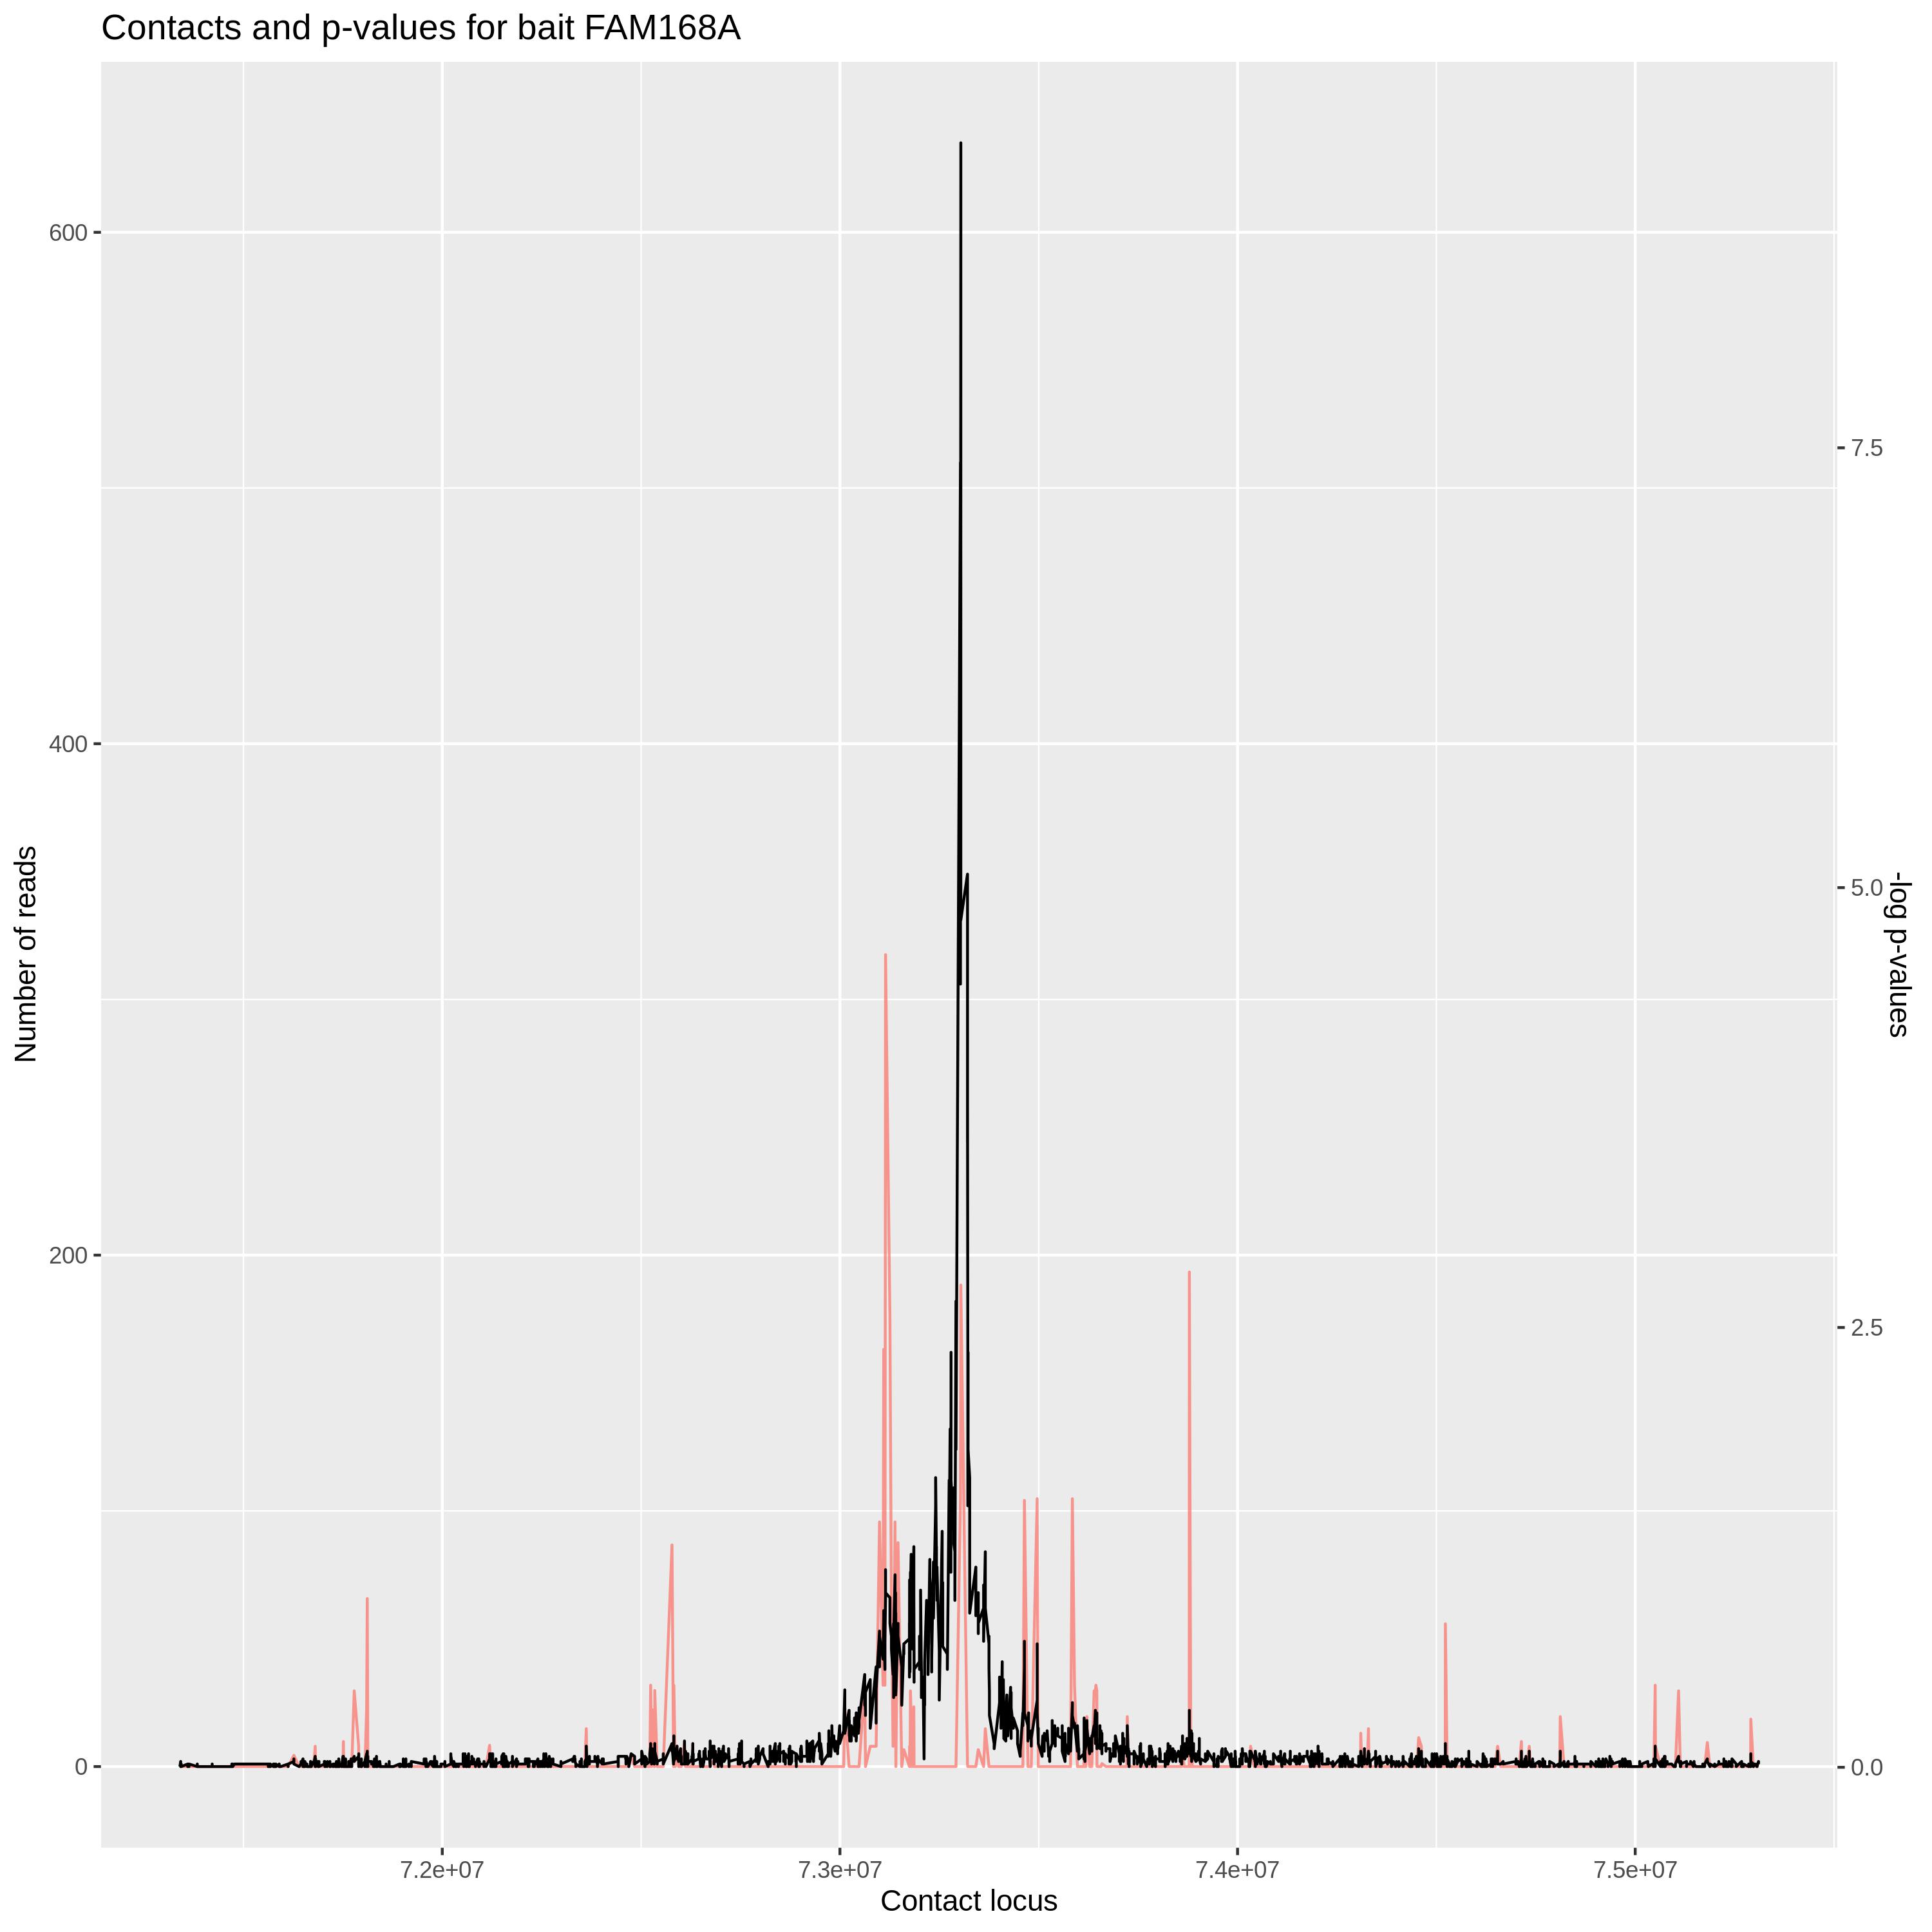 Contacts and p-values for bait FAM168A
600
400
200
0
Number of reads
7.5
5.0
2.5
0.0
-log p-values
7.2e+07
7.3e+07
7.4e+07
7.5e+07
Contact locus